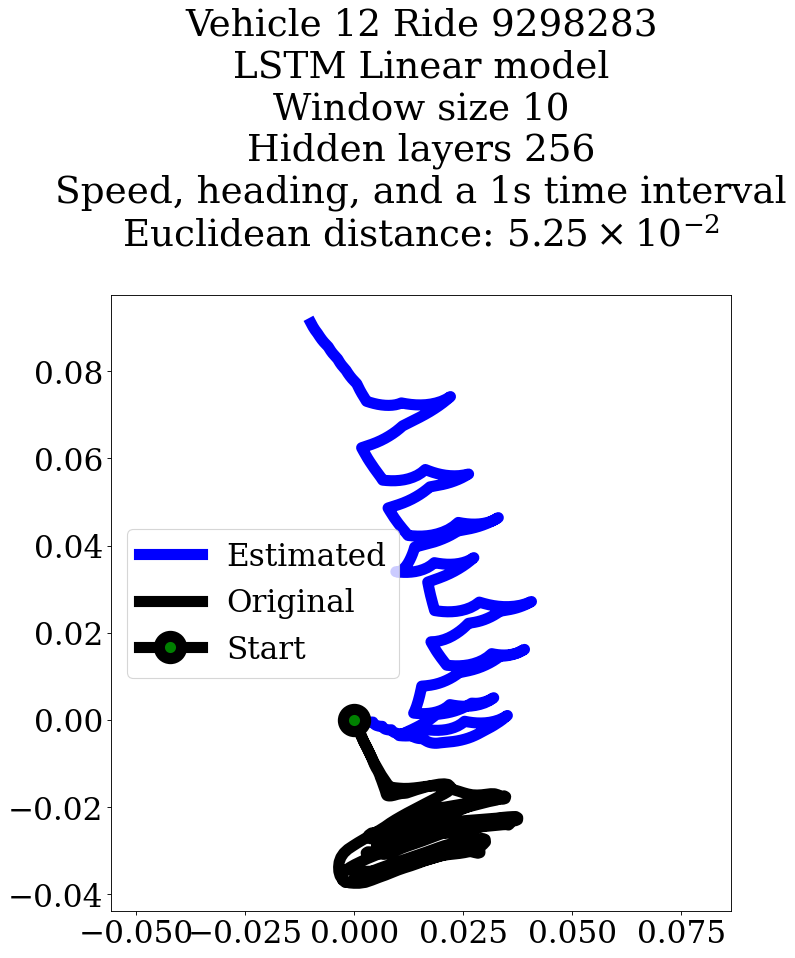 Vehicle 12 Ride 9298283
LSTM Linear model
Window size 10
Hidden layers 256
Speed, heading, and a 1s time interval
Euclidean distance: 5.25 × 10⁻²
0.08
0.06
0.04
0.02
0.00
−0.02
−0.04
Estimated
Original
Start
−0.050 −0.025 0.000 0.025 0.050 0.075